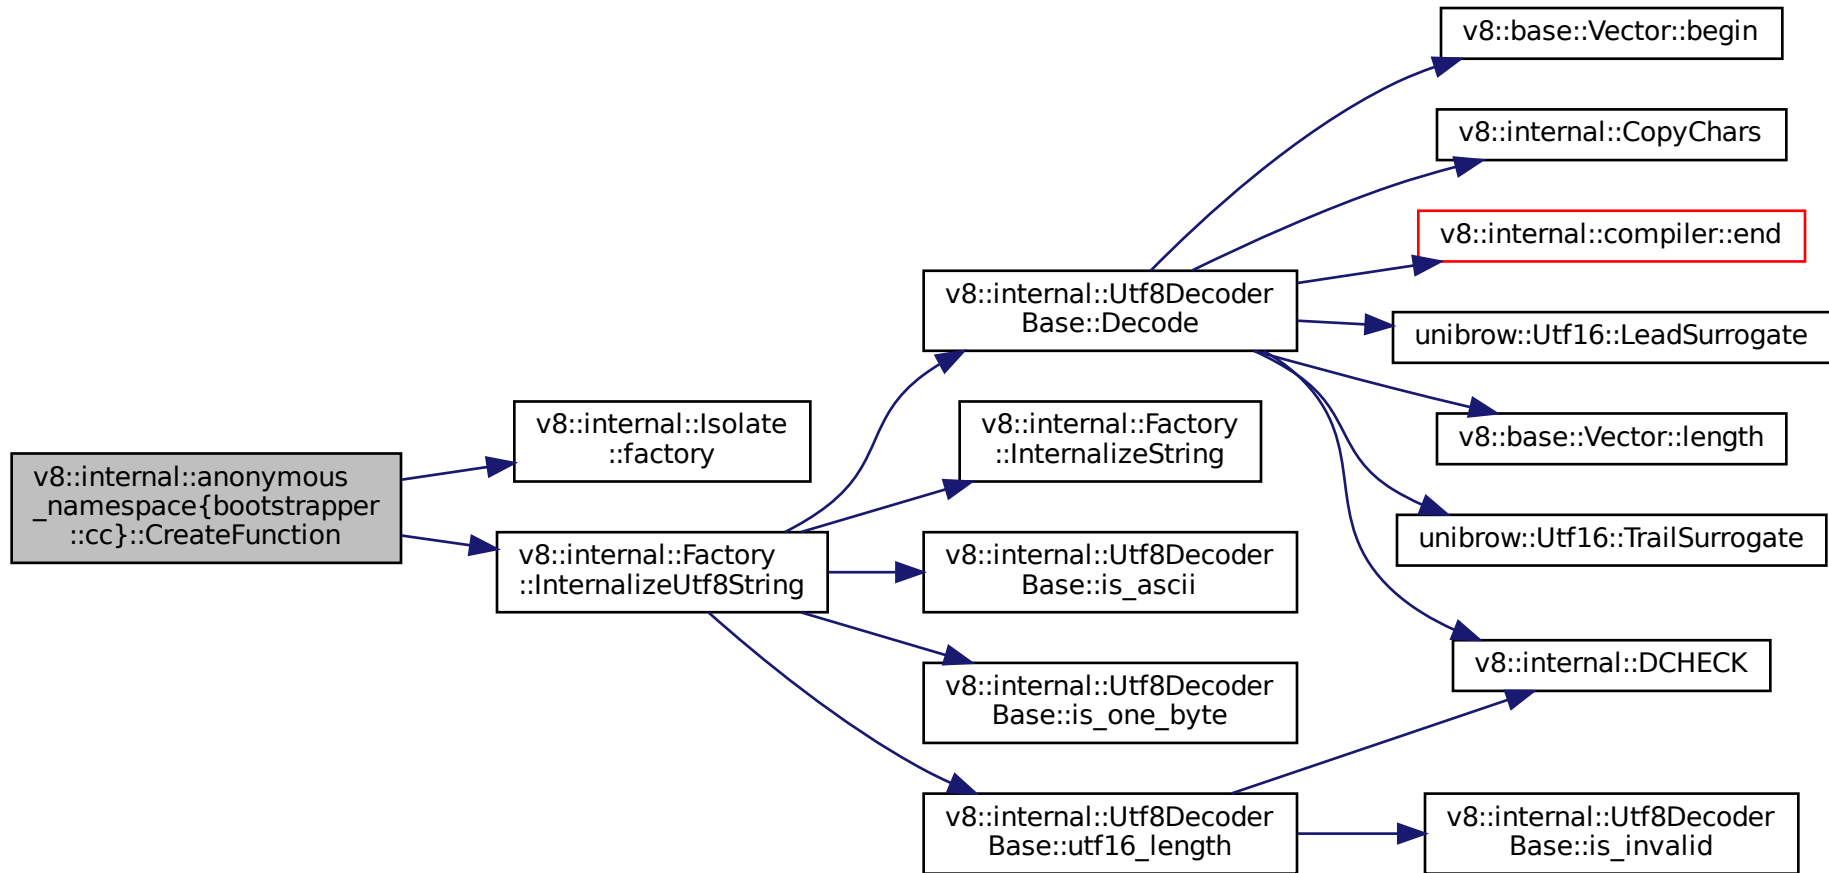 v8::internal::anonymous
_namespace{bootstrapper
::cc}::CreateFunction
v8::internal::Isolate
::factory
v8::internal::Factory
::InternalizeUtf8String
v8::internal::Utf8Decoder
Base::Decode
v8::internal::Factory
::InternalizeString
v8::internal::Utf8Decoder
Base::is_ascii
v8::internal::Utf8Decoder
Base::is_one_byte
v8::internal::Utf8Decoder
Base::utf16_length
v8::base::Vector::begin
v8::internal::CopyChars
v8::internal::compiler::end
unibrow::Utf16::LeadSurrogate
v8::base::Vector::length
unibrow::Utf16::TrailSurrogate
v8::internal::DCHECK
v8::internal::Utf8Decoder
Base::is_invalid